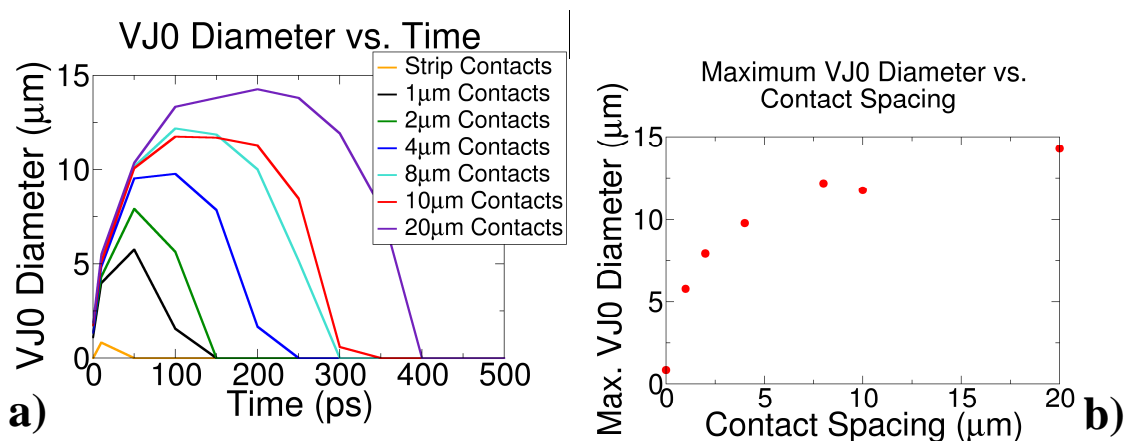 VJ0 Diameter vs. Time
VJ0 Diameter (μm)
15
10
5
0
Strip Contacts
1μm Contacts
2μm Contacts
4μm Contacts
8μm Contacts
10μm Contacts
20μm Contacts
0 100 200 300 400 500
Time (ps)
a)
Maximum VJ0 Diameter vs.
Contact Spacing
Max. VJ0 Diameter (μm)
15
10
5
0
0 5 10 15 20
Contact Spacing (μm)
b)